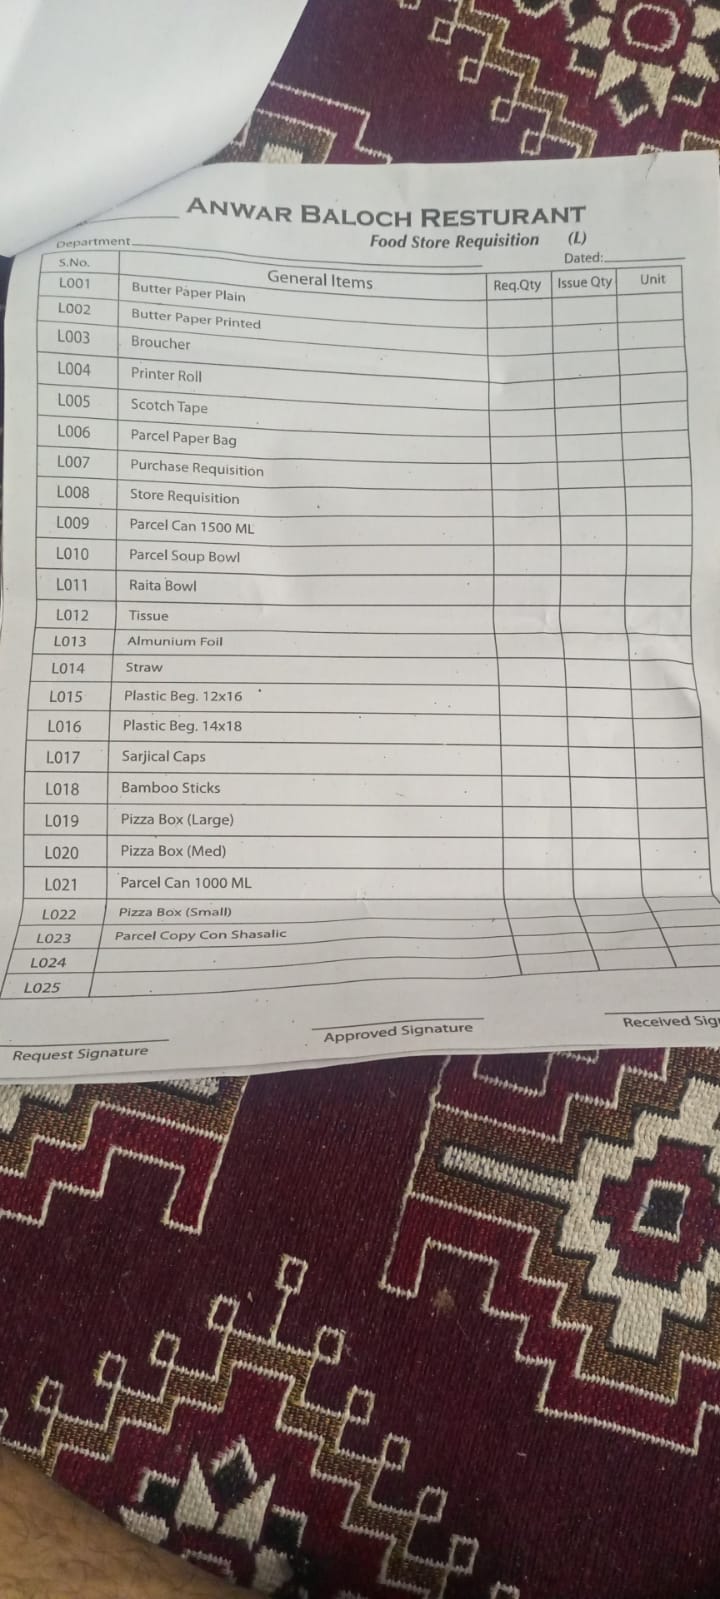 ANWAR BALOCH RESTURANT
Food Store Requisition (L)
Department
Dated:
S.No. General Items Req.Qty Issue Qty Unit
L001 Butter Paper Plain
L002 Butter Paper Printed
L003 Broucher
L004 Printer Roll
L005 Scotch Tape
L006 Parcel Paper Bag
L007 Purchase Requisition
L008 Store Requisition
L009 Parcel Can 1500 ML
L010 Parcel Soup Bowl
L011 Raita Bowl
L012 Tissue
L013 Almunium Foil
L014 Straw
L015 Plastic Beg. 12x16
L016 Plastic Beg. 14x18
L017 Sarjical Caps
L018 Bamboo Sticks
L019 Pizza Box (Large)
L020 Pizza Box (Med)
L021 Parcel Can 1000 ML
L022 Pizza Box (Small)
L023 Parcel Copy Con Shasalic
L024
L025
Request Signature Approved Signature Received Sig